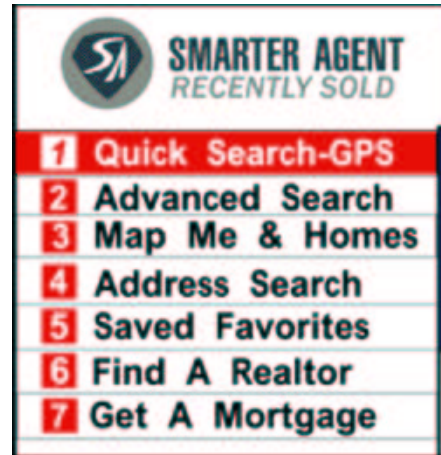 SMARTER AGENT
RECENTLY SOLD
1 Quick Search-GPS
2 Advanced Search
3 Map Me & Homes
4 Address Search
5 Saved Favorites
6 Find A Realtor
7 Get A Mortgage